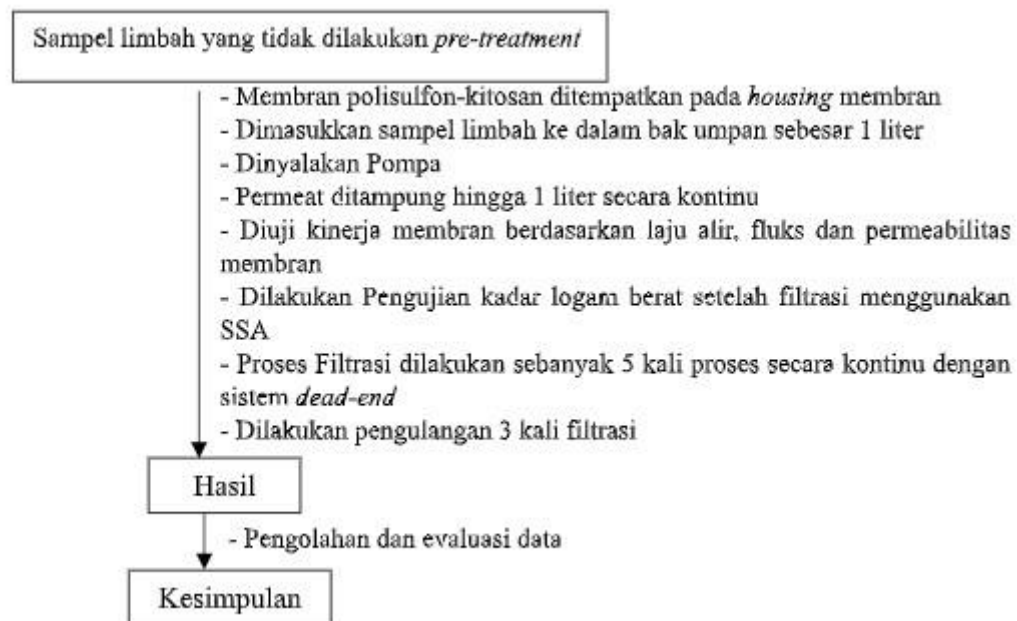 Sampel limbah yang tidak dilakukan pre-treatment
- Membran polisulfon-kitosan ditempatkan pada housing membran
- Dimasukkan sampel limbah ke dalam bak umpan sebesar 1 liter
- Dinyalakan Pompa
- Permeat ditampung hingga 1 liter secara kontinu
- Diuji kinerja membran berdasarkan laju alir, fluks dan permeabilitas
membran
- Dilakukan Pengujian kadar logam berat setelah filtrasi menggunakan
SSA
- Proses Filtrasi dilakukan sebanyak 5 kali proses secara kontinu dengan
sistem dead-end
- Dilakukan pengulangan 3 kali filtrasi
Hasil
- Pengolahan dan evaluasi data
Kesimpulan